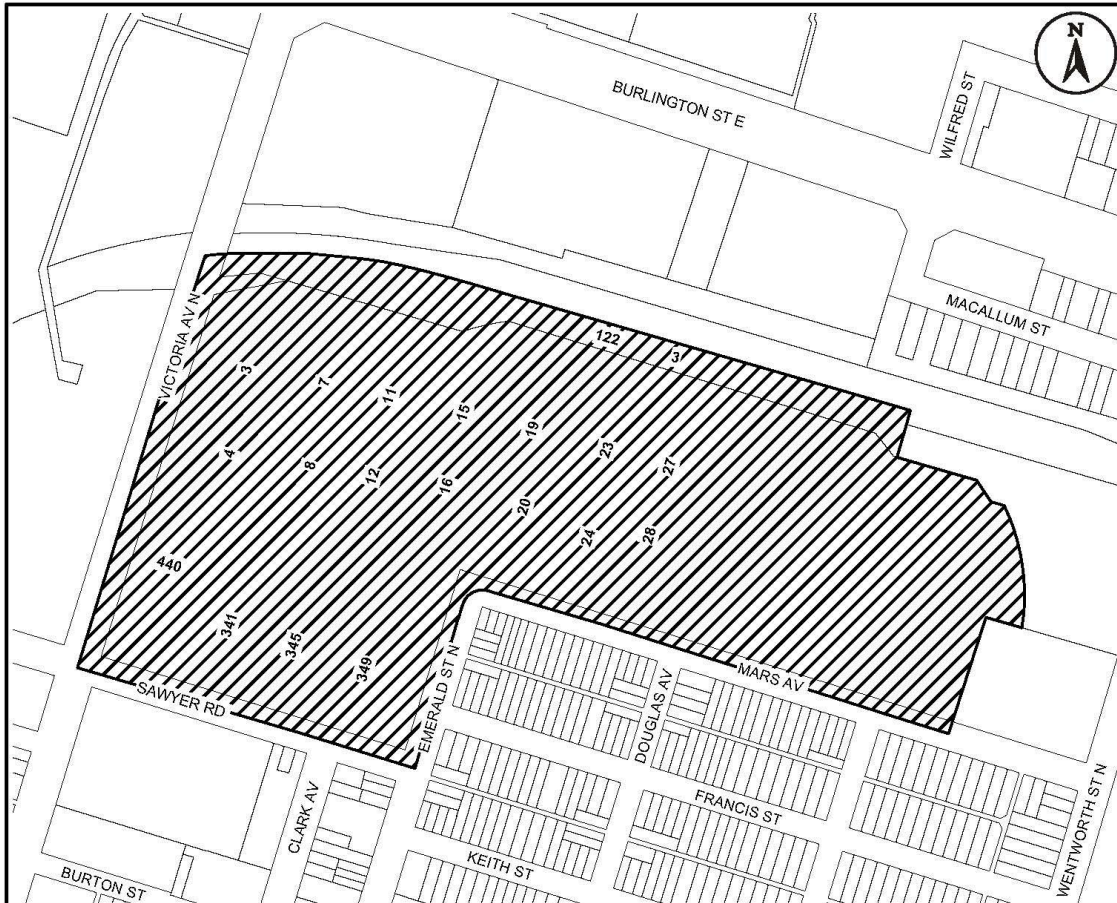 N
BURLINGTON ST E
WILFRED ST
MACALLUM ST
VICTORIA AV N
122
3
3
7
11
15
19
23
27
4
8
12
16
20
24
28
440
341
345
349
SAWYER RD
EMERALD ST N
MARS AV
DOUGLAS AV
CLARK AV
FRANCIS ST
KEITH ST
WENTWORTH ST N
BURTON ST